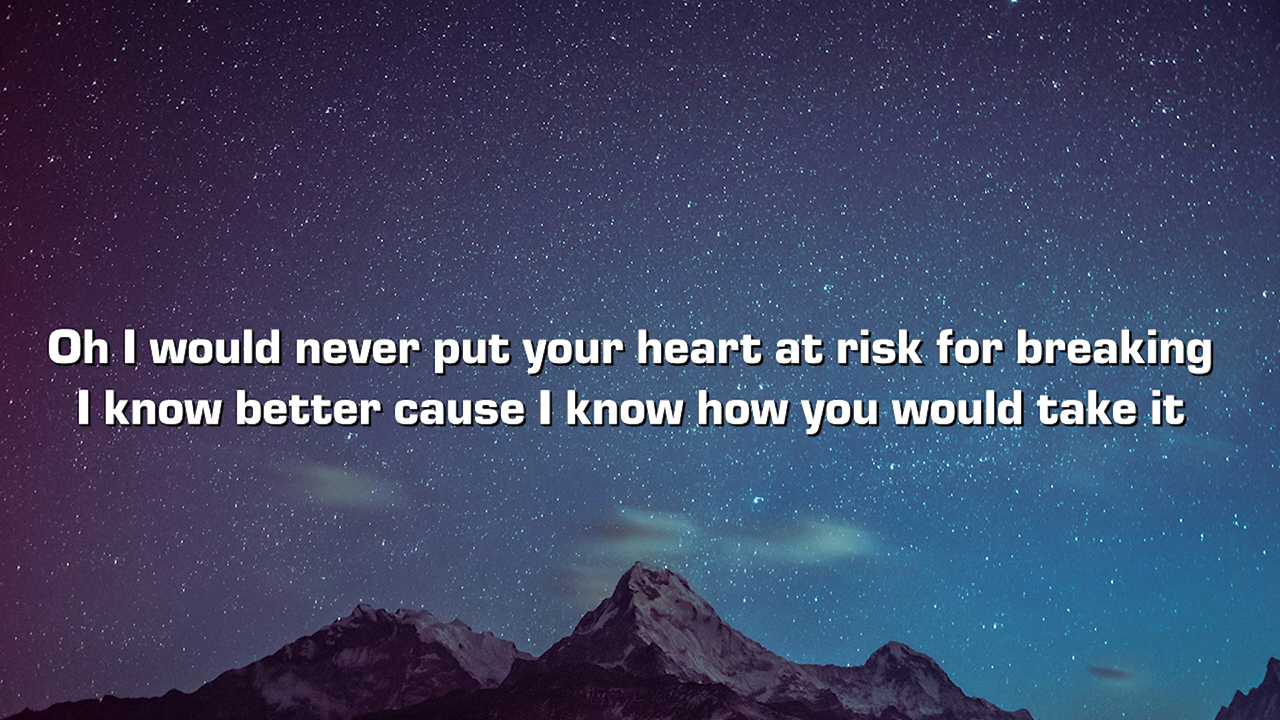 Oh I would never put your heart at risk for breaking
I know better cause I know how you would take it